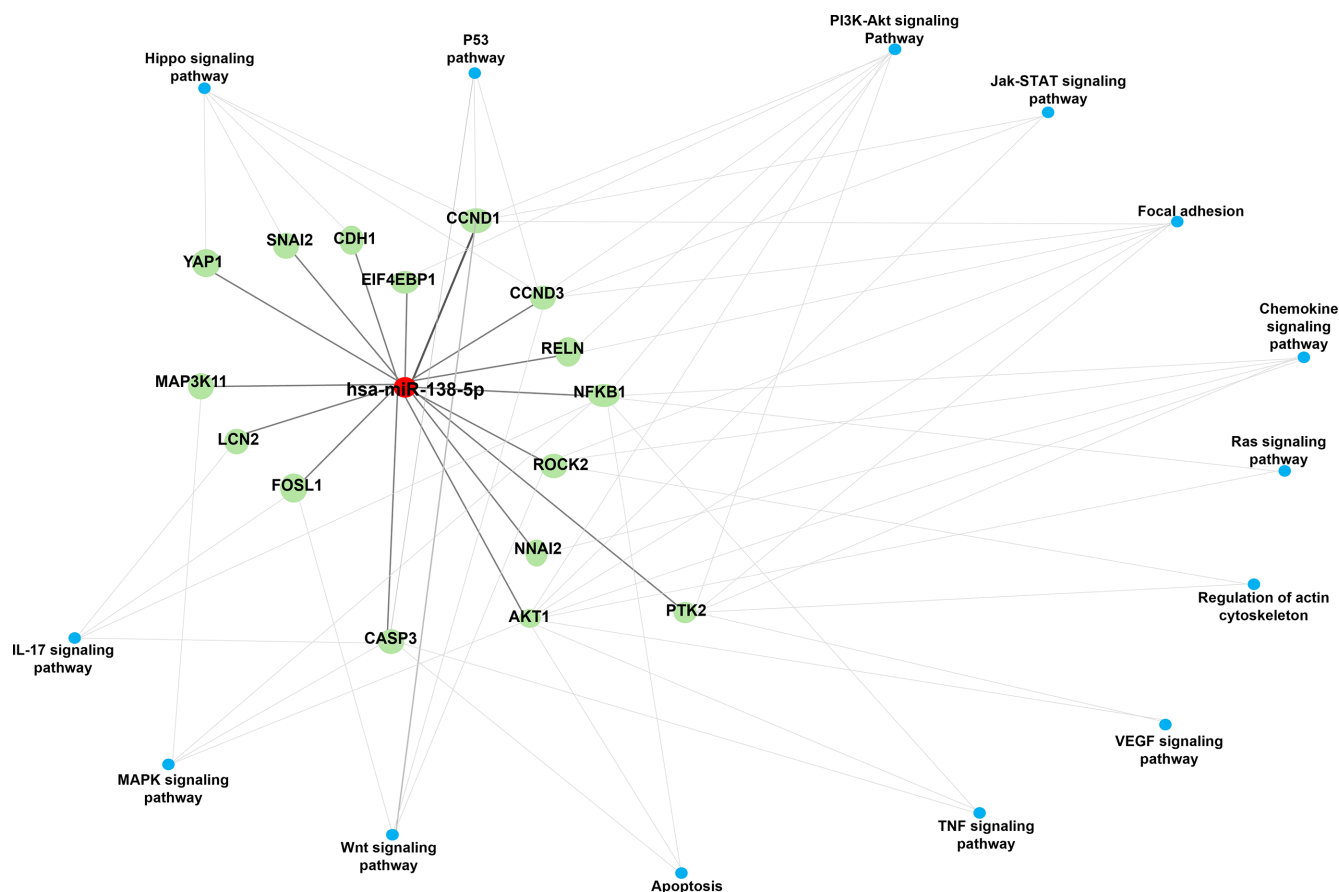 PI3K-Akt signaling
Pathway
P53
pathway
Hippo signaling
pathway
Jak-STAT signaling
pathway
Focal adhesion
CCND1
SNAI2
CDH1
YAP1
EIF4EBP1
CCND3
Chemokine
signaling
pathway
RELN
MAP3K11
hsa-miR-138-5p
NFKB1
LCN2
Ras signaling
pathway
ROCK2
FOSL1
NNAI2
Regulation of actin
cytoskeleton
AKT1
PTK2
CASP3
IL-17 signaling
pathway
VEGF signaling
pathway
MAPK signaling
pathway
TNF signaling
pathway
Wnt signaling
pathway
Apoptosis